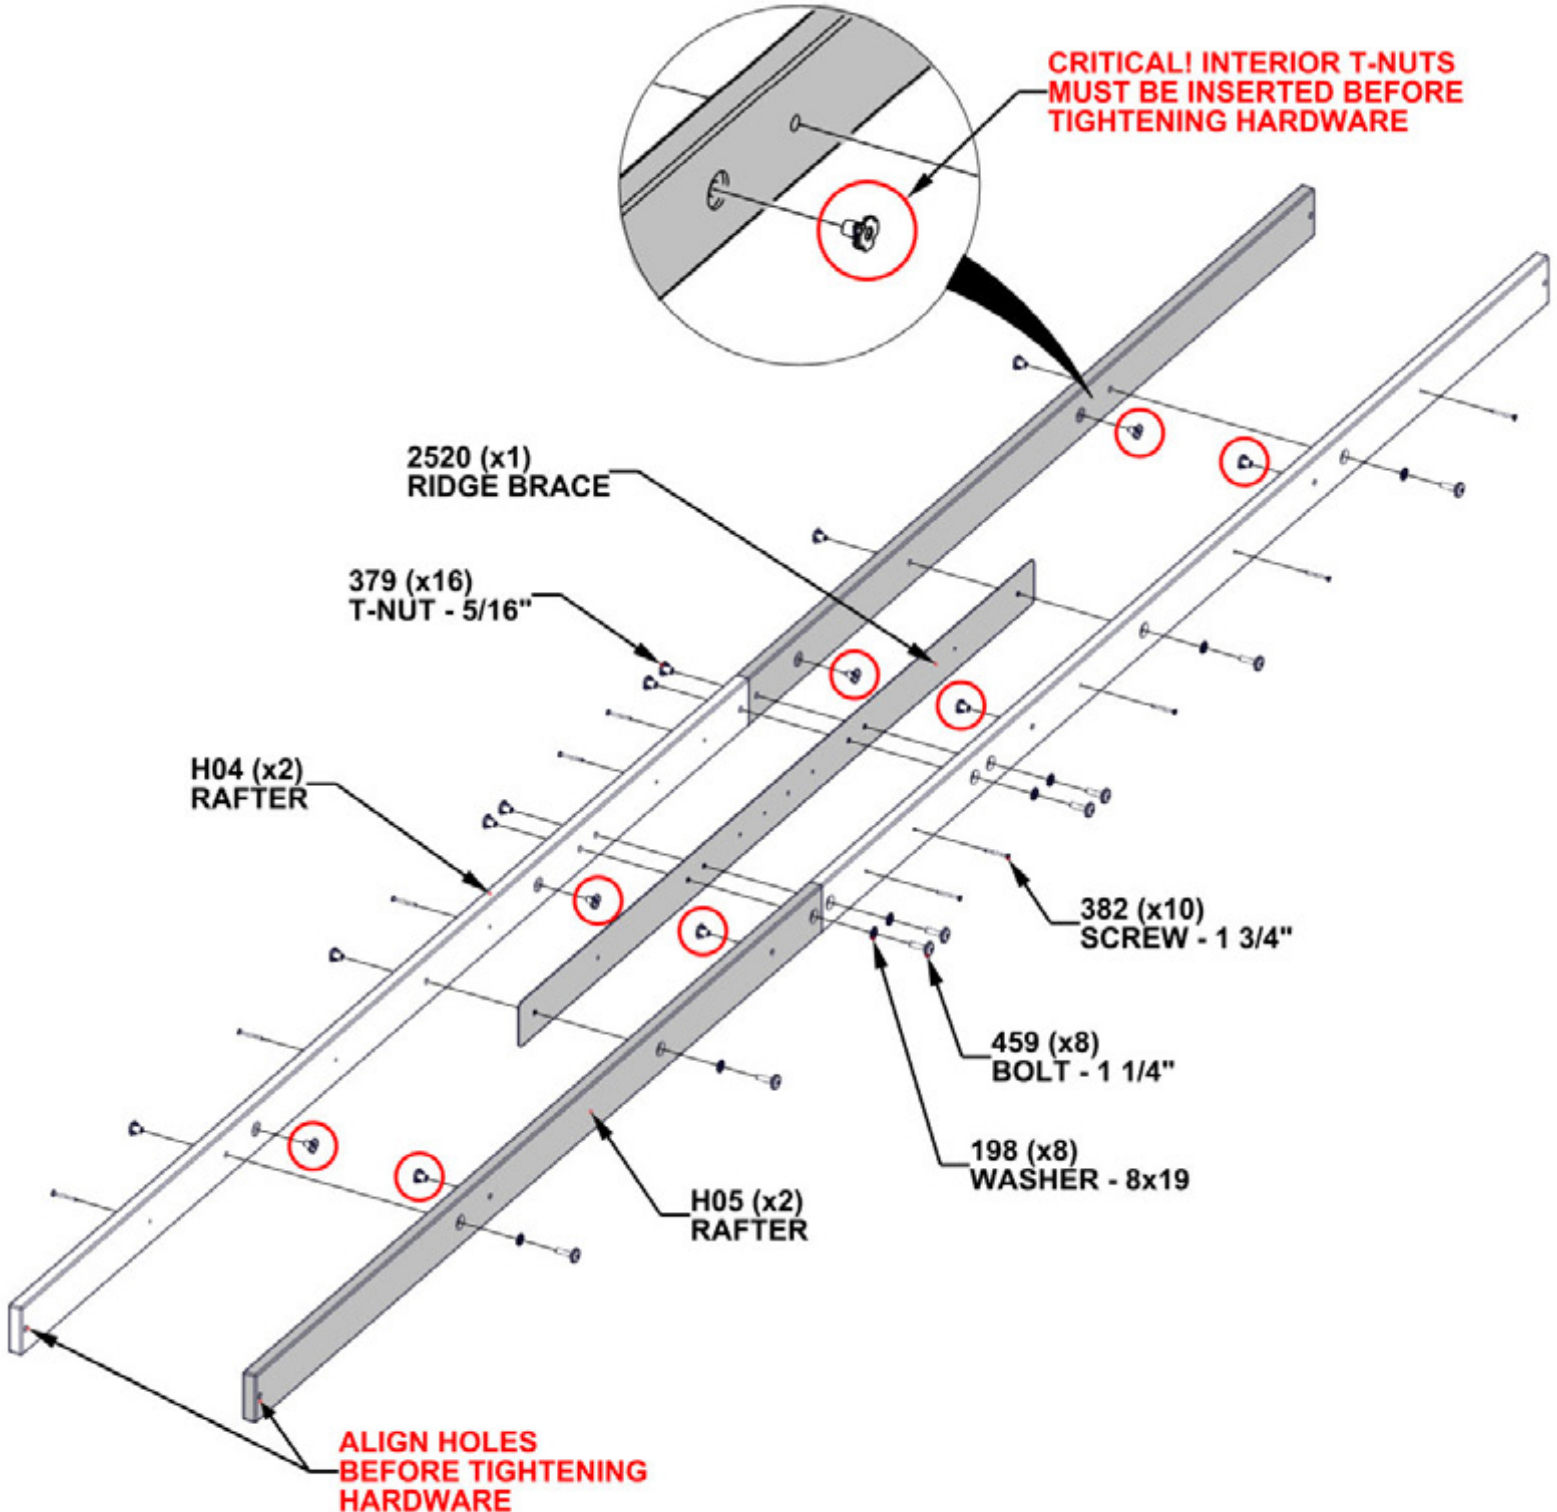 CRITICAL! INTERIOR T-NUTS
MUST BE INSERTED BEFORE
TIGHTENING HARDWARE
2520 (x1)
RIDGE BRACE
379 (x16)
T-NUT - 5/16"
H04 (x2)
RAFTER
382 (x10)
SCREW - 1 3/4"
459 (x8)
BOLT - 1 1/4"
198 (x8)
WASHER - 8x19
H05 (x2)
RAFTER
ALIGN HOLES
BEFORE TIGHTENING
HARDWARE